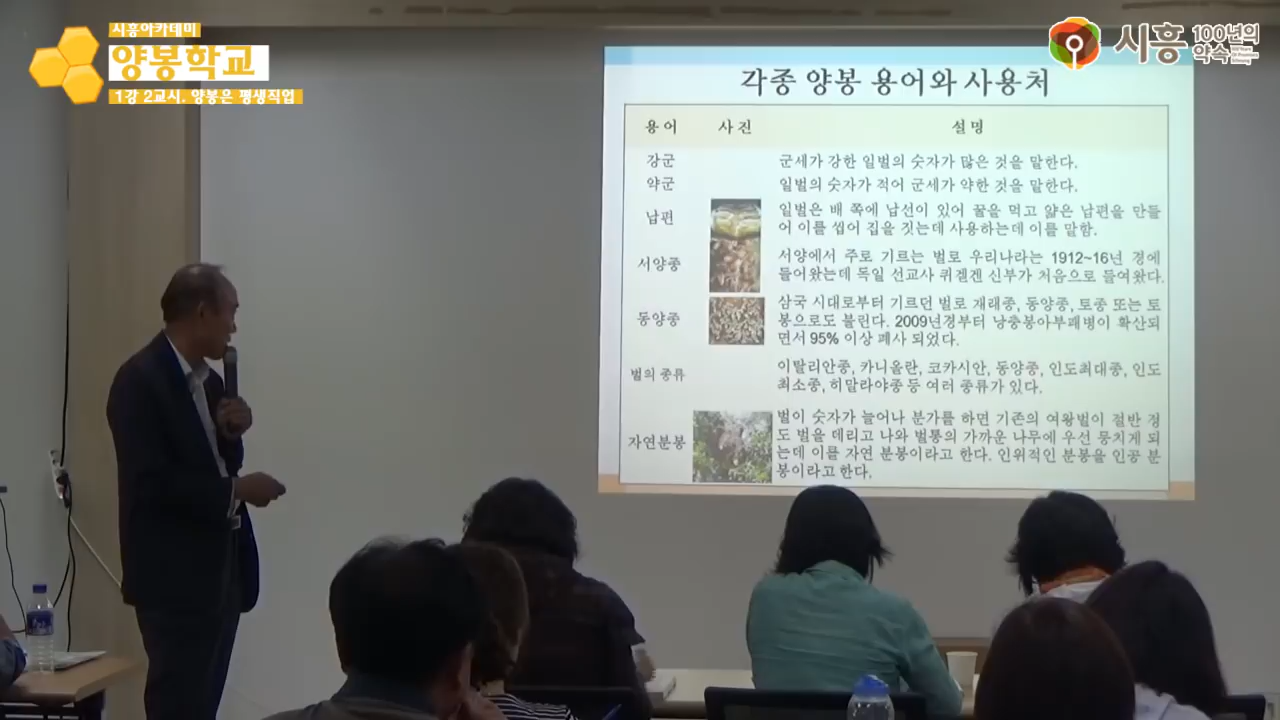 시흥아카데미
양봉학교
1강 2교시. 양봉은 평생직업
시흥 100년의
약속
각종 양봉 용어와 사용처
용어 사진 설명
강군 군세가 강한 일벌의 숫자가 많은 것을 말한다.
약군 일벌의 숫자가 적어 군세가 약한 것을 말한다.
납편 일벌은 배 쪽에 납선이 있어 꿀을 먹고 얇은 납편을 만들
어 이를 씹어 집을 짓는데 사용하는데 이를 말함.
서양종 서양에서 주로 기르는 벌로 우리나라는 1912~16년 경에
들어왔는데 독일 선교사 퀴겔겐 신부가 처음으로 들여왔다.
동양종 삼국 시대로부터 기르던 벌로 재래종, 동양종, 토종 또는 토
봉으로도 불린다. 2009년경부터 낭충봉아부패병이 확산되
면서 95% 이상 폐사 되었다.
벌의 종류 이탈리안종, 카니올란, 코카시안, 동양종, 인도최대종, 인도
최소종, 히말라야종 등 여러 종류가 있다.
자연분봉 벌이 숫자가 늘어나 분가를 하면 기존의 여왕벌이 절반 정
도 벌을 데리고 나와 벌통의 가까운 나무에 우선 뭉치게 되
는데 이를 자연 분봉이라고 한다. 인위적인 분봉을 인공 분
봉이라고 한다.